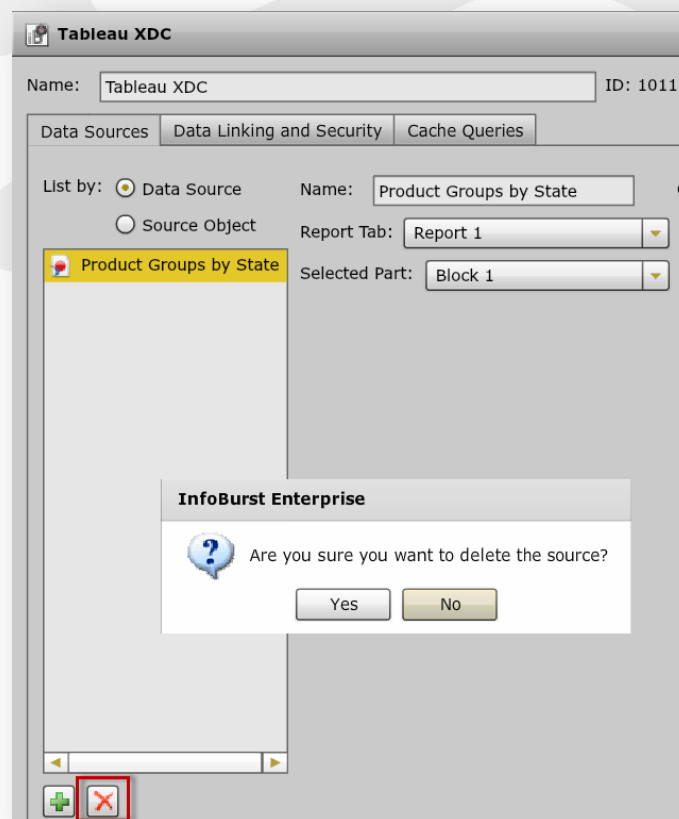 Tableau XDC
Name: Tableau XDC ID: 1011
Data Sources Data Linking and Security Cache Queries
List by: Data Source Name: Product Groups by State
Source Object Report Tab: Report 1
Product Groups by State Selected Part: Block 1
InfoBurst Enterprise
Are you sure you want to delete the source?
Yes No